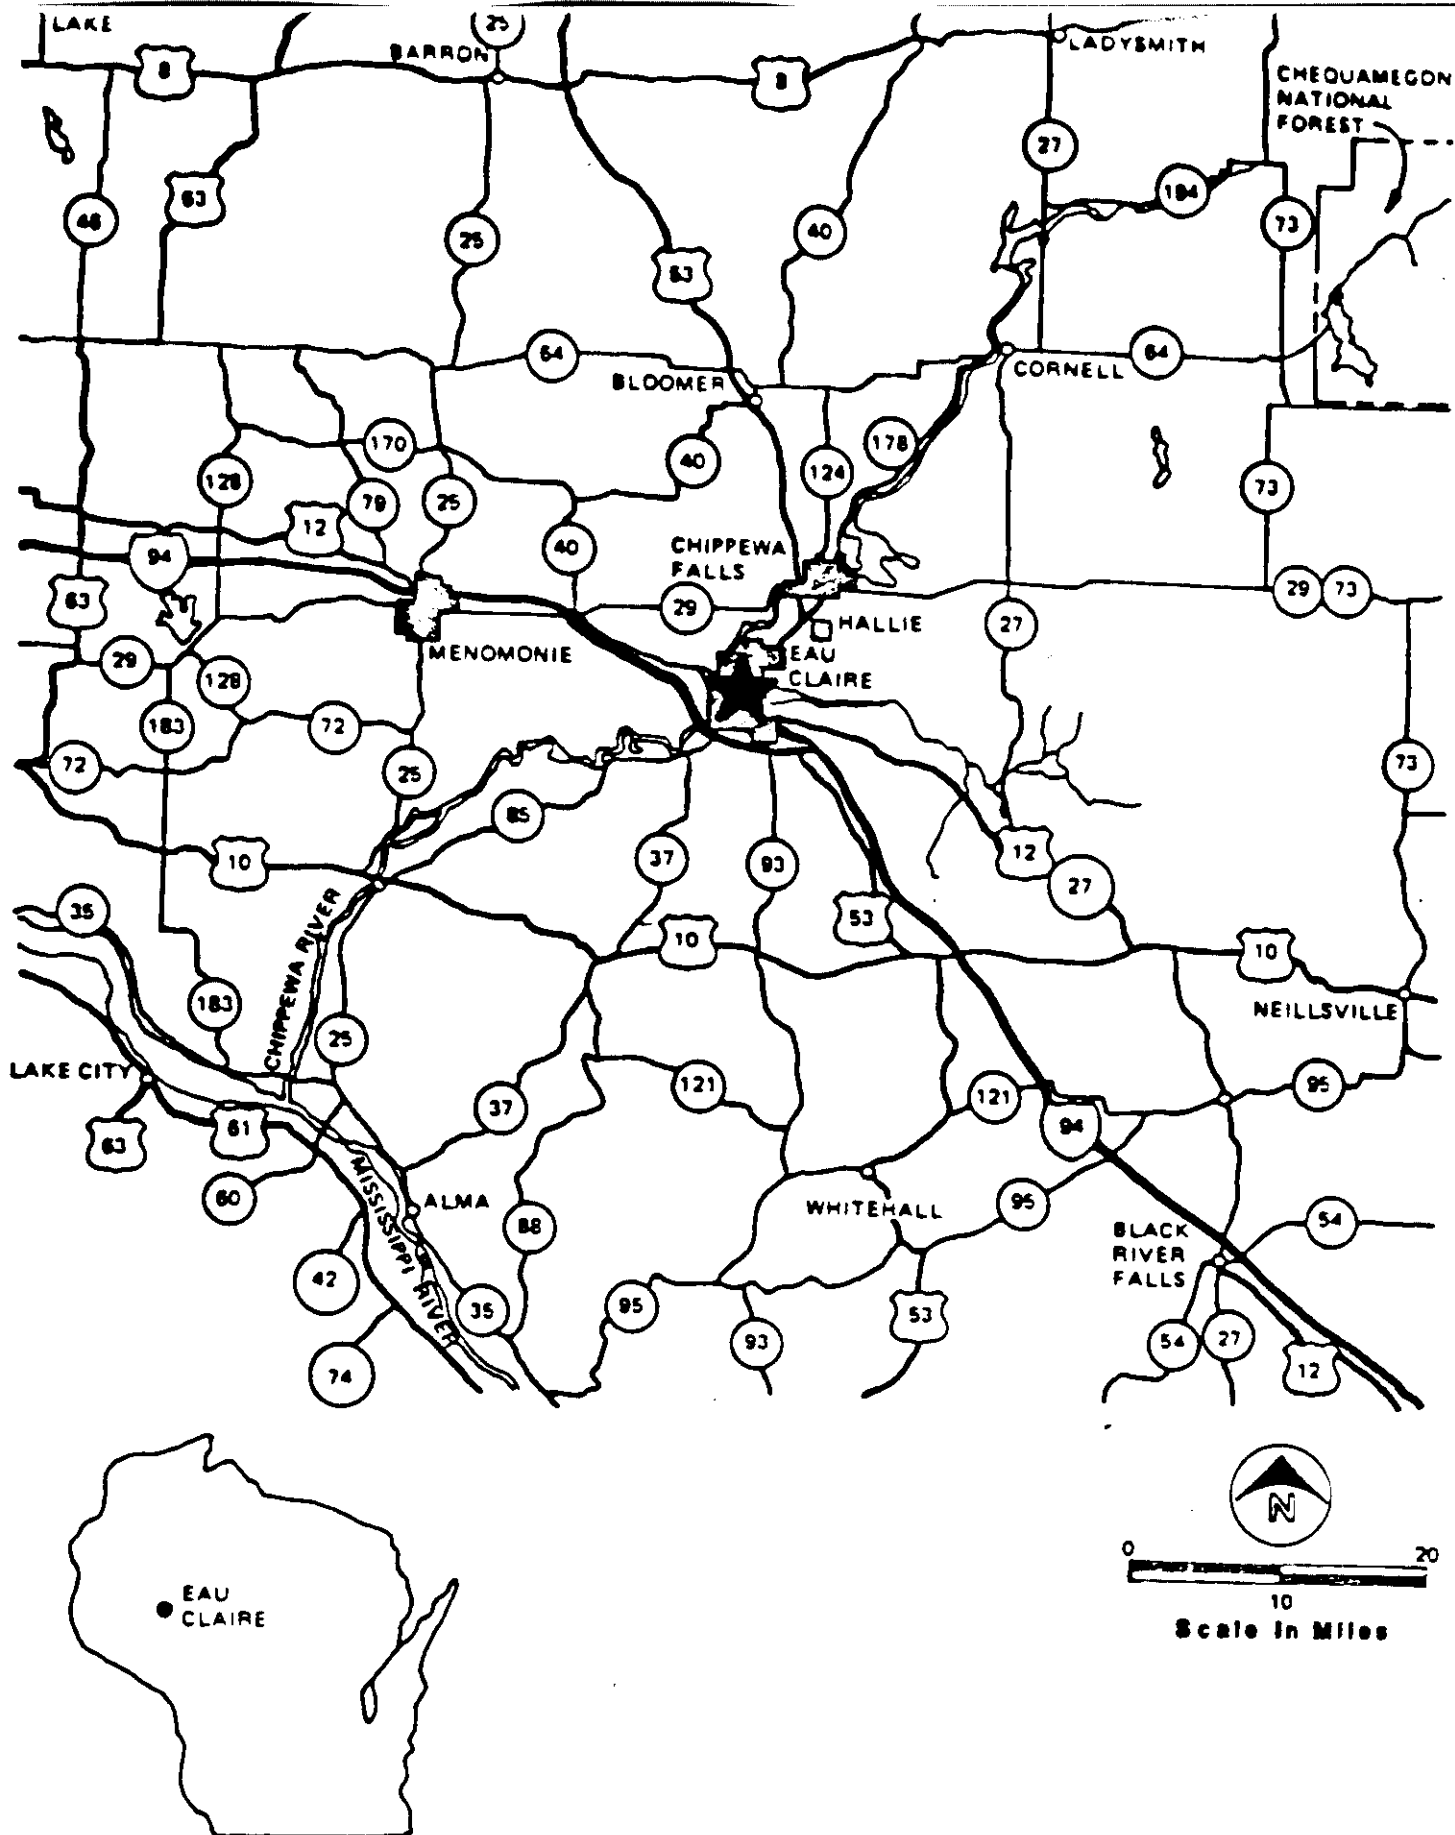 LAKE
25
BARRON
8
8
LADYSMITH
CHEQUAMEGON
NATIONAL
FOREST
27
63
194
46
25
40
73
53
64
64
BLOOMER
CORNELL
170
40
178
128
124
79
25
73
12
40
94
CHIPPEWA
FALLS
63
29
29
73
HALLIE
27
MENOMONIE
EAU
CLAIRE
29
128
183
72
72
25
73
85
10
37
93
12
27
35
53
CHIPPEWA RIVER
10
10
183
NEILLSVILLE
25
LAKE CITY
121
121
95
37
63
61
94
60
MISSISSIPPI RIVER
ALMA
WHITEHALL
95
88
BLACK
RIVER
FALLS
54
42
35
95
93
53
54
27
74
12
N
0
20
10
Scale in Miles
EAU
CLAIRE